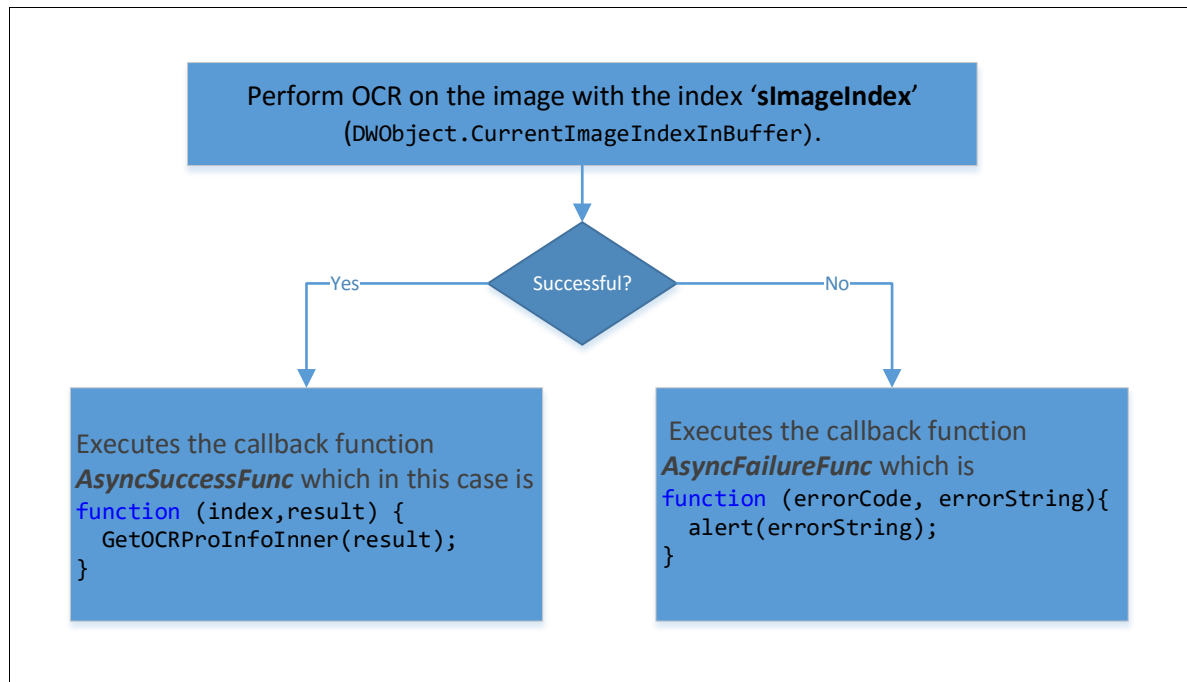 Perform OCR on the image with the index ‘sImageIndex’
(DWObject.CurrentImageIndexInBuffer).
Successful?
Yes
No
Executes the callback function
AsyncSuccessFunc which in this case is
function (index,result) {
GetOCRProInfoInner(result);
}
Executes the callback function
AsyncFailureFunc which is
function (errorCode, errorString){
alert(errorString);
}